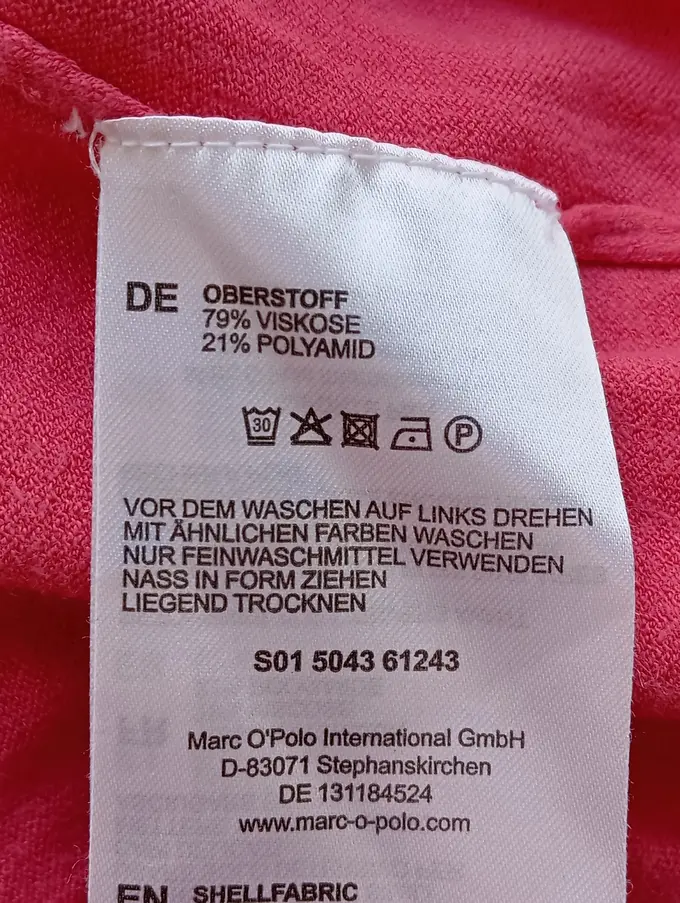 DE OBERSTOFF
79% VISKOSE
21% POLYAMID
30 P
VOR DEM WASCHEN AUF LINKS DREHEN
MIT ÄHNLICHEN FARBEN WASCHEN
NUR FEINWASCHMITTEL VERWENDEN
NASS IN FORM ZIEHEN
LIEGEND TROCKNEN
S01 5043 61243
Marc O'Polo International GmbH
D-83071 Stephanskirchen
DE 131184524
www.marc-o-polo.com
EN SHELLFABRIC